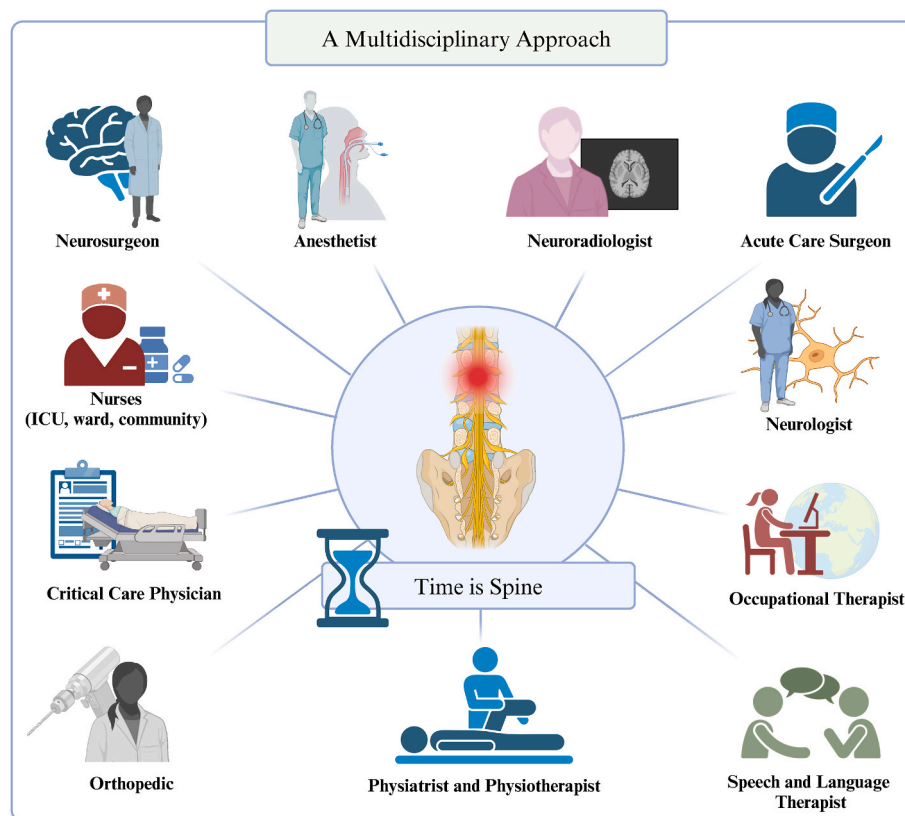 A Multidisciplinary Approach
Neurosurgeon
Anesthetist
Neuroradiologist
Acute Care Surgeon
Nurses
(ICU, ward, community)
Neurologist
Critical Care Physician
Occupational Therapist
Time is Spine
Orthopedic
Physiatrist and Physiotherapist
Speech and Language
Therapist